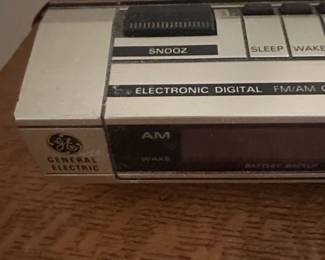 SNOOZ
SLEEP WAKE
ELECTRONIC DIGITAL FM/AM
AM
WAKE
BATTERY BACKUP
GE
GENERAL
ELECTRIC